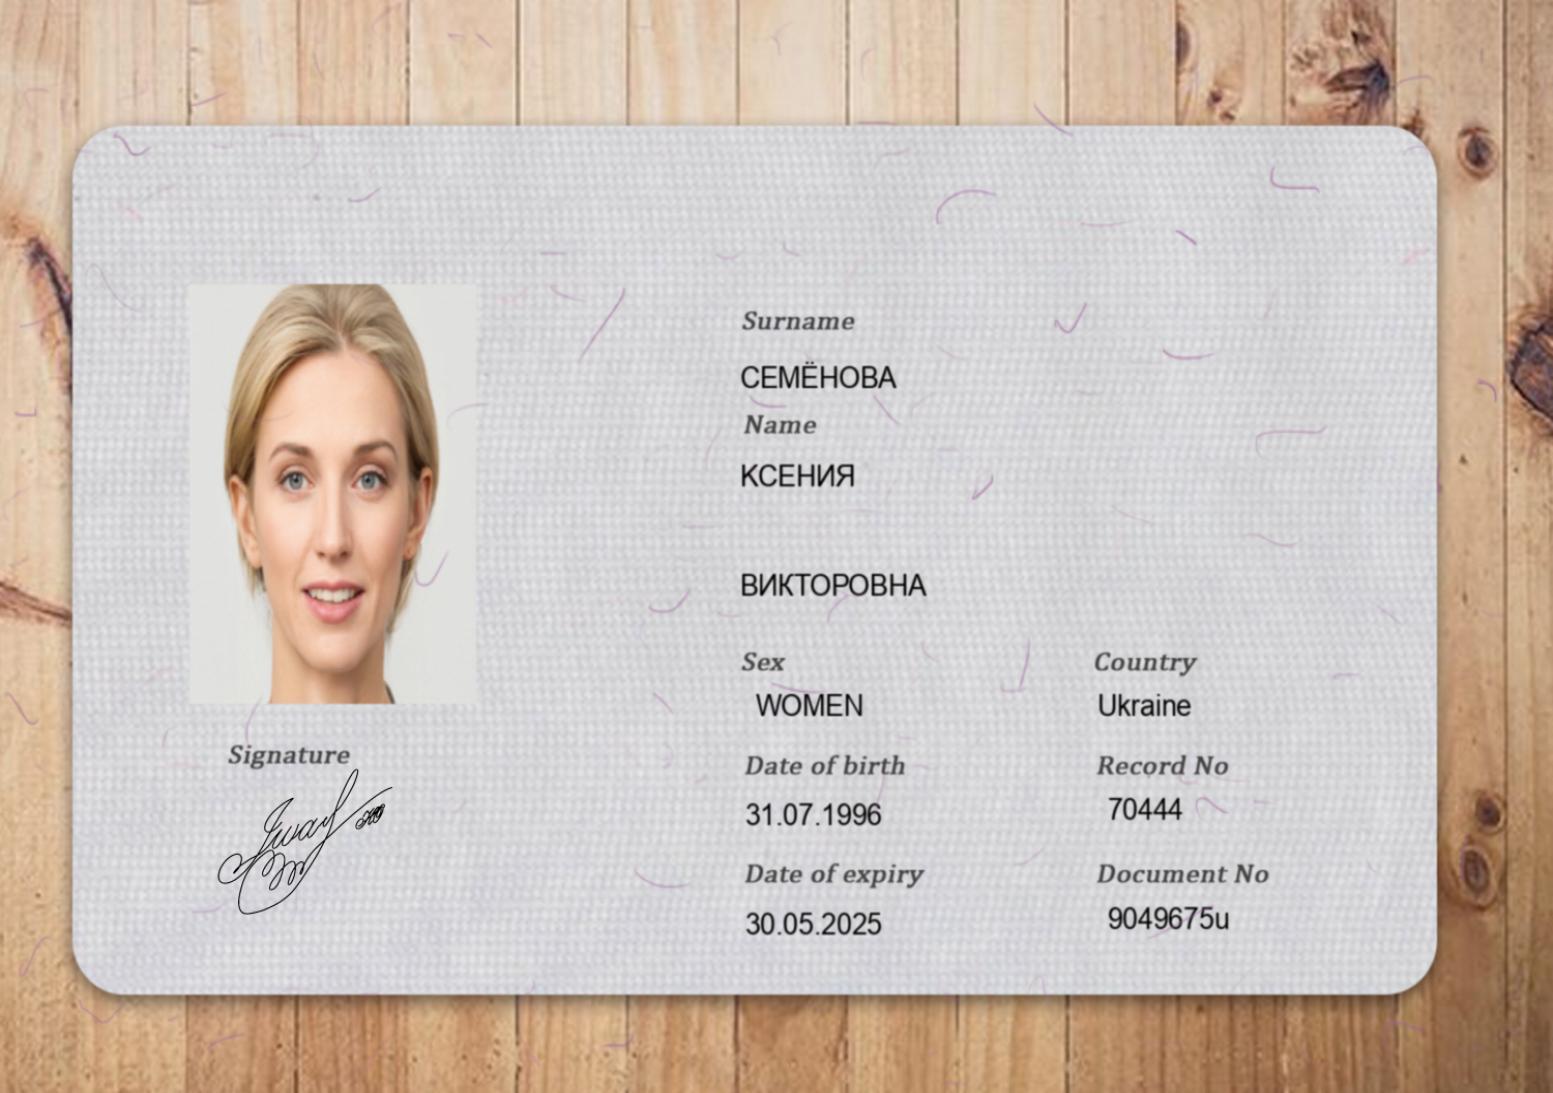 Surname
СЕМЁНОВА
Name
КСЕНИЯ
ВИКТОРОВНА
Sex
WOMEN
Country
Ukraine
Date of birth
31.07.1996
Record No
70444
Date of expiry
30.05.2025
Document No
9049675u
Signature